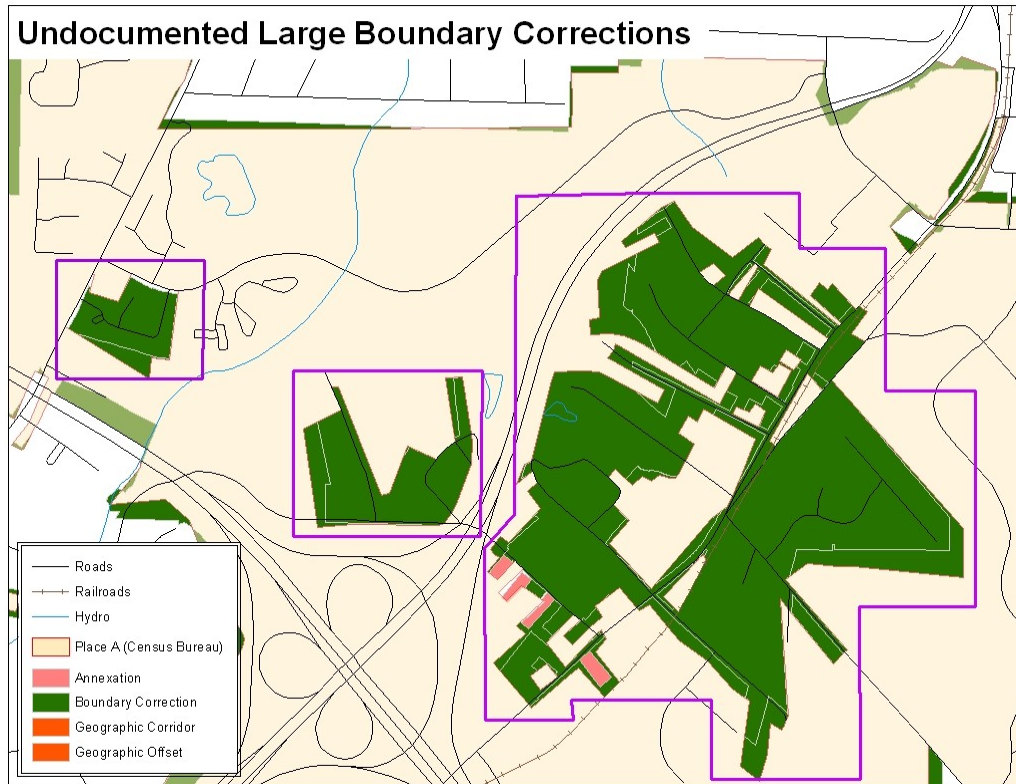 Undocumented Large Boundary Corrections
Roads
Railroads
Hydro
Place A (Census Bureau)
Annexation
Boundary Correction
Geographic Corridor
Geographic Offset